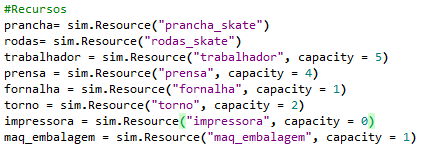 #Recursos
prancha= sim.Resource("prancha_skate")
rodas= sim.Resource("rodas_skate")
trabalhador = sim.Resource("trabalhador", capacity = 5)
prensa = sim.Resource("prensa", capacity = 4)
fornalha = sim.Resource("fornalha", capacity = 1)
torno = sim.Resource("torno", capacity = 2)
impressora = sim.Resource("impressora", capacity = 0)
maq_embalagem = sim.Resource("maq_embalagem", capacity = 1)